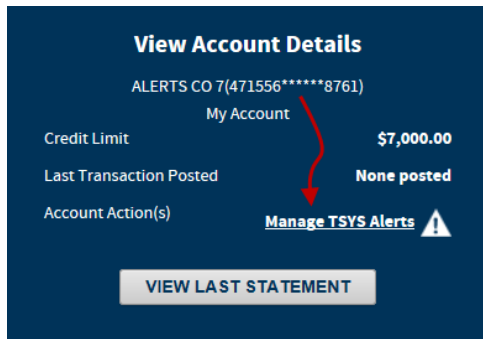 View Account Details
ALERTS CO 7(471556******8761)
My Account
Credit Limit $7,000.00
Last Transaction Posted None posted
Account Action(s) Manage TSYS Alerts
VIEW LAST STATEMENT